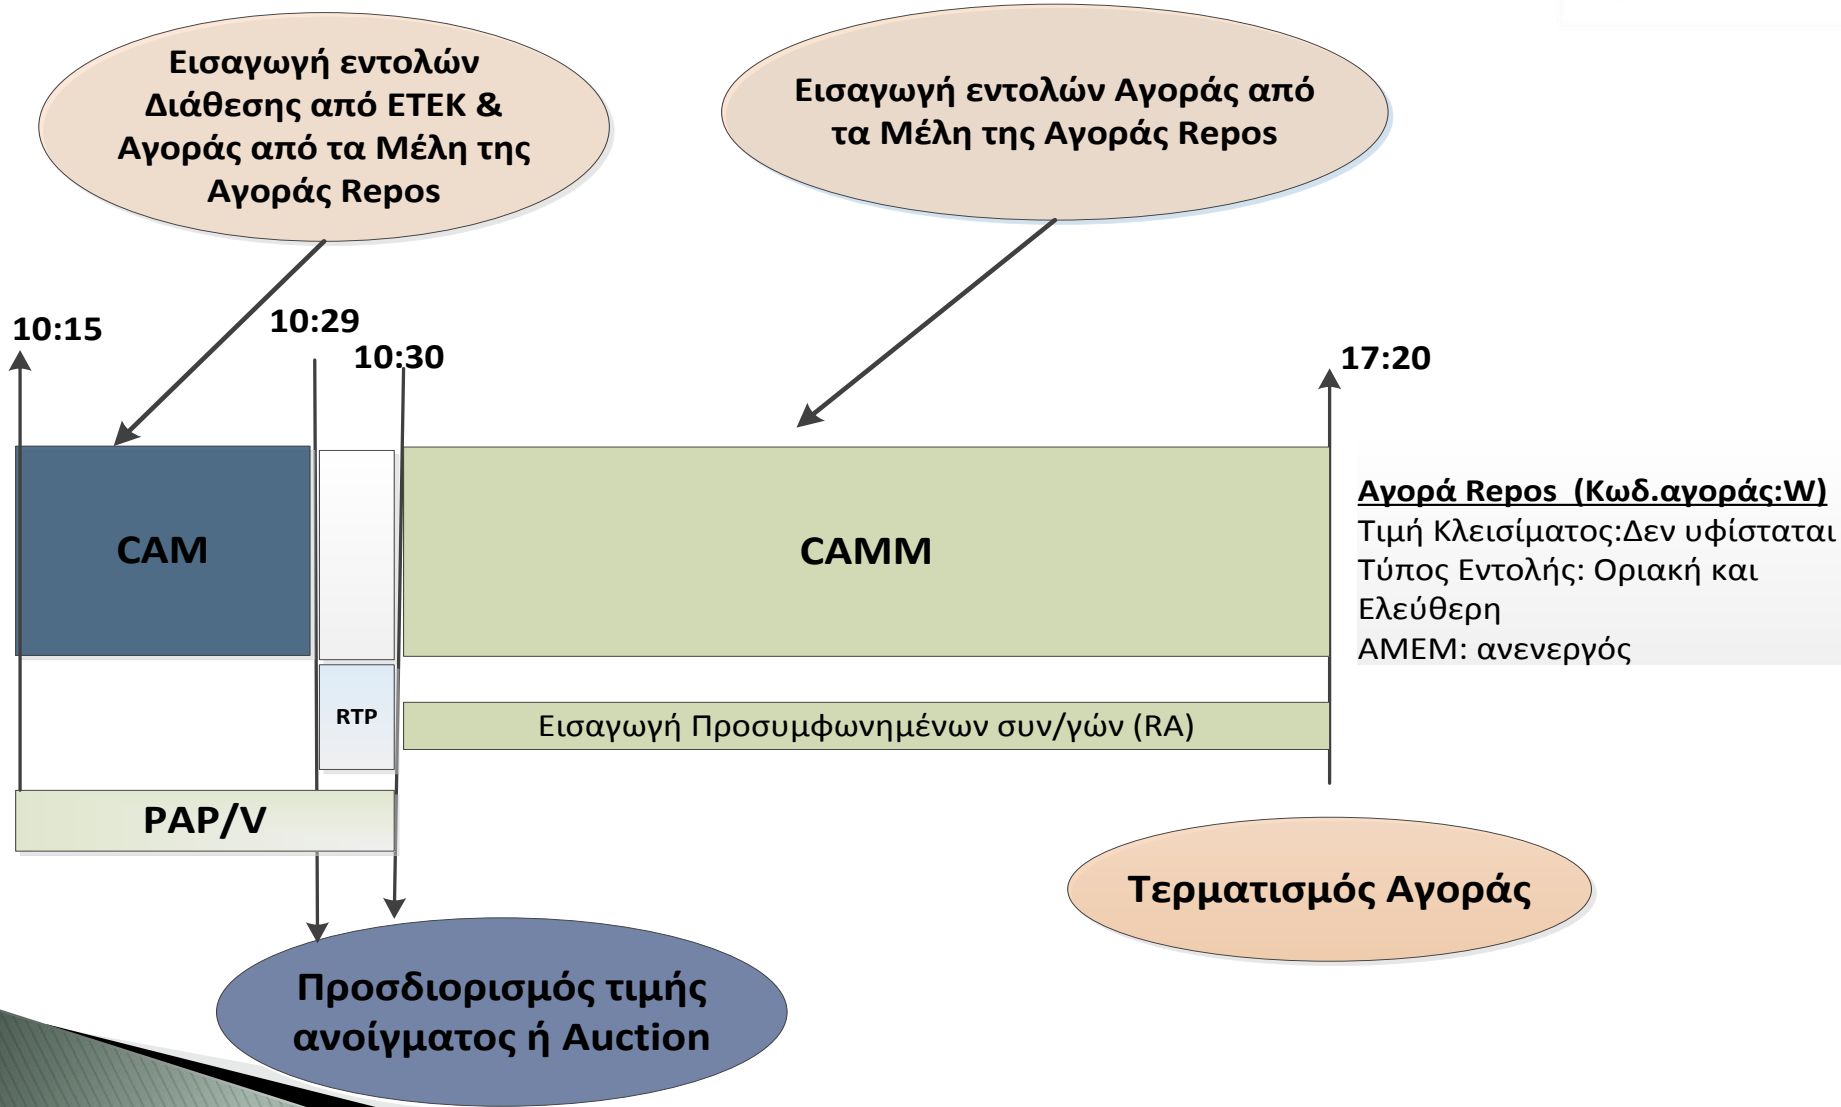 Εισαγωγή εντολών
Διάθεσης από ΕΤΕΚ &
Αγοράς από τα Μέλη της
Αγοράς Repos
Εισαγωγή εντολών Αγοράς από
τα Μέλη της Αγοράς Repos
10:15
10:29
10:30
17:20
CAM
CAMM
Αγορά Repos (Κωδ.αγοράς:W)
Τιμή Κλεισίματος:Δεν υφίσταται
Τύπος Εντολής: Οριακή και
Ελεύθερη
ΑΜΕΜ: ανενεργός
RTP
Εισαγωγή Προσυμφωνημένων συν/γών (RA)
PAP/V
Τερματισμός Αγοράς
Προσδιορισμός τιμής
ανοίγματος ή Auction